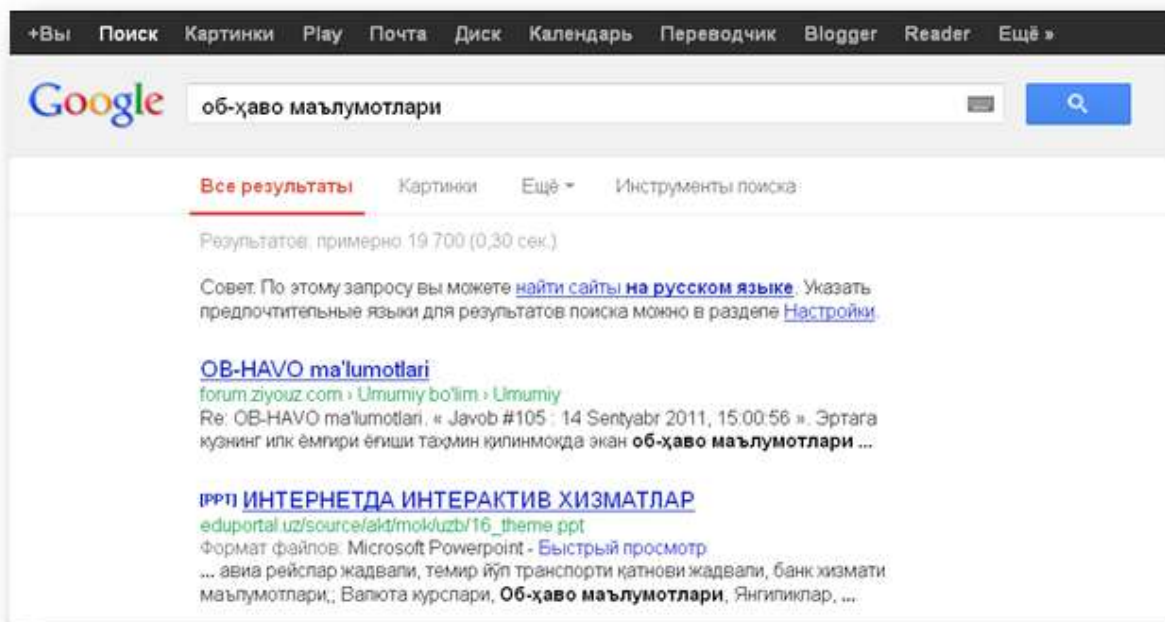 +Вы Поиск Картинки Play Почта Диск Календарь Переводчик Blogger Reader Ещё »
Google об-ҳаво маълумотлари
Все результаты Картинки Ещё Инструменты поиска
Результатов: примерно 19 700 (0,30 сек.)
Совет. По этому запросу вы можете найти сайты на русском языке. Указать
предпочтительные языки для результатов поиска можно в разделе Настройки.
OB-HAVO ma'lumotlari
forum.ziyouz.com › Umumiy bo'lim › Umumiy
Re: OB-HAVO ma'lumotlari. « Javob #105 : 14 Sentyabr 2011, 15:00:56 ». Эртага
кузнинг илк ёмғири ёғиши тахмин қилинмоқда экан об-ҳаво маълумотлари ...
[PPT] ИНТЕРНЕТДА ИНТЕРАКТИВ ХИЗМАТЛАР
eduportal.uz/source/akt/mok/uzb/16_theme.ppt
Формат файлов: Microsoft Powerpoint - Быстрый просмотр
... авиа рейслар жадвали, темир йўл транспорти қатнови жадвали, банк хизмати
маълумотлари;; Валюта курслари, Об-ҳаво маълумотлари, Янгиликлар, ...